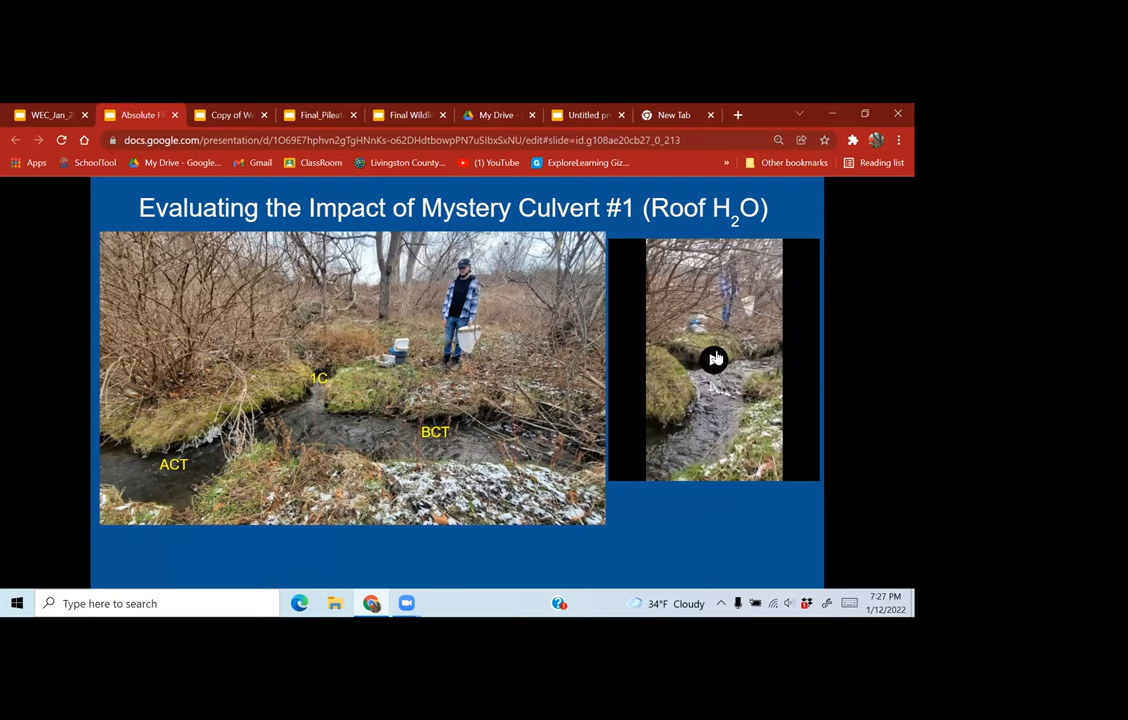 WEC_Jan_2
Absolute F
Copy of W
Final_Pileat
Final Wildli
My Drive -
Untitled pr
New Tab
docs.google.com/presentation/d/1O69E7hphvn2gTgHNnKs-o62DHdtbowpPN7uSIbxSxNU/edit#slide=id.g108ae20cb27_0_213
Apps SchoolTool My Drive - Google... Gmail ClassRoom Livingston County... (1) YouTube ExploreLearning Giz... » Other bookmarks Reading list
Evaluating the Impact of Mystery Culvert #1 (Roof H2O)
1C
BCT
ACT
Type here to search
34°F Cloudy
7:27 PM
1/12/2022